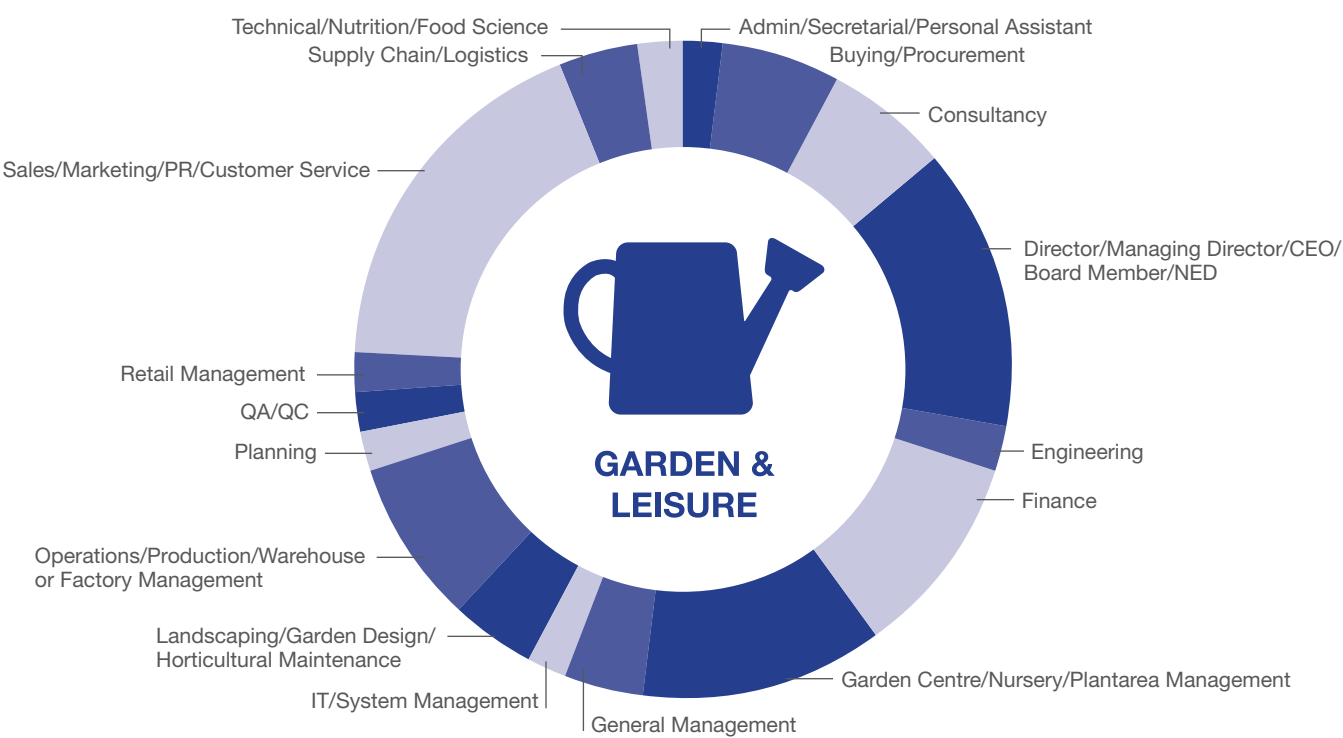 Technical/Nutrition/Food Science
Supply Chain/Logistics
Admin/Secretarial/Personal Assistant
Buying/Procurement
Consultancy
Sales/Marketing/PR/Customer Service
Director/Managing Director/CEO/
Board Member/NED
Retail Management
QA/QC
Planning
Engineering
Finance
GARDEN &
LEISURE
Operations/Production/Warehouse
or Factory Management
Landscaping/Garden Design/
Horticultural Maintenance
IT/System Management
General Management
Garden Centre/Nursery/Plantarea Management